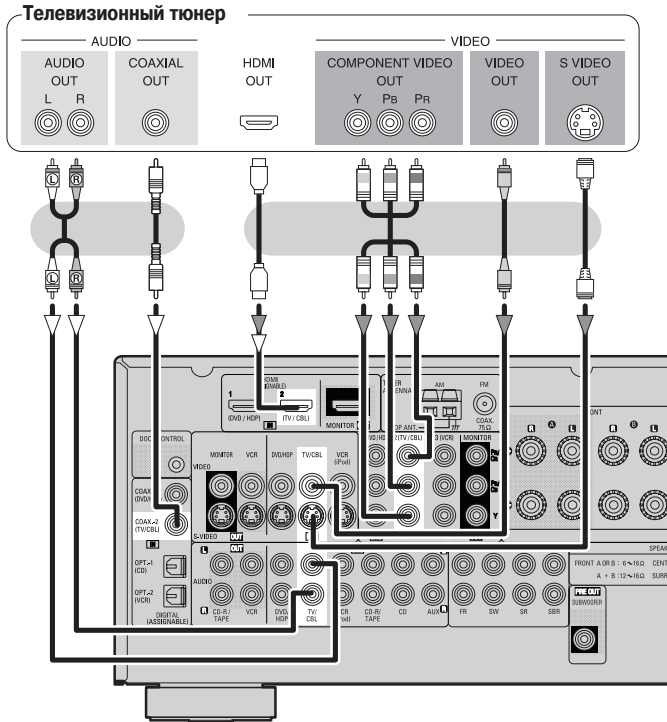 Телевизионный тюнер
AUDIO
VIDEO
AUDIO OUT
COAXIAL OUT
HDMI OUT
COMPONENT VIDEO OUT
VIDEO OUT
S VIDEO OUT
L R
Y PB PR
L R
L R
HDMI
1
2
(DVD / HDP)
(TV / CBL)
IN
MONITOR
AM
FM
COAX. 75Ω
DOCK CONTROL
MONITOR
VCR
DVD/HDP
TV/CBL
VCR (iPod)
2(TV / CBL)
3 (VCR)
MONITOR
R A L
R B L
VIDEO
COAX.-2 (TV/CBL)
IN
S-VIDEO
OUT
Y
OPT.-1 (CD)
OPT.-2 (VCR)
DIGITAL (ASSIGNABLE)
L
OUT
AUDIO
R
CD-R/ TAPE
VCR
DVD/ HDP
TV/ CBL
CD-R/ TAPE
CD
AUX
R
FR
SW
SR
SBR
FRONT A OR B : 6~16Ω
A + B :12~16Ω
PRE OUT
SUBWOOFER